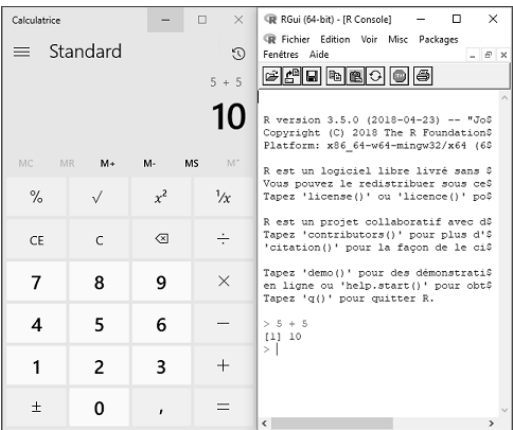 Calculatrice
Standard
5 + 5
10
MC MR M+ M- MS M˅
% √ x² ¹/x
CE C ÷
7 8 9 ×
4 5 6 −
1 2 3 +
± 0 , =
RGui (64-bit) - [R Console]
Fichier Edition Voir Misc Packages
Fenêtres Aide
STOP
R version 3.5.0 (2018-04-23) -- "Jo$
Copyright (C) 2018 The R Foundation$
Platform: x86_64-w64-mingw32/x64 (6$
R est un logiciel libre livré sans $
Vous pouvez le redistribuer sous ce$
Tapez 'license()' ou 'licence()' po$
R est un projet collaboratif avec d$
Tapez 'contributors()' pour plus d'$
'citation()' pour la façon de le ci$
Tapez 'demo()' pour des démonstrati$
en ligne ou 'help.start()' pour obt$
Tapez 'q()' pour quitter R.
> 5 + 5
[1] 10
>